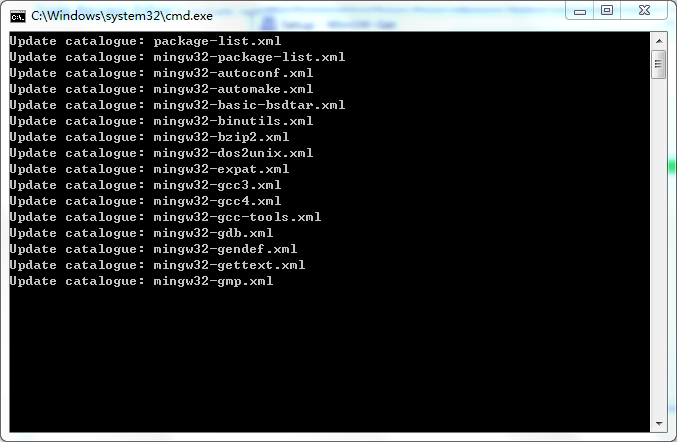 C:\Windows\system32\cmd.exe
Update catalogue: package-list.xml
Update catalogue: mingw32-package-list.xml
Update catalogue: mingw32-autoconf.xml
Update catalogue: mingw32-automake.xml
Update catalogue: mingw32-basic-bsdtar.xml
Update catalogue: mingw32-binutils.xml
Update catalogue: mingw32-bzip2.xml
Update catalogue: mingw32-dos2unix.xml
Update catalogue: mingw32-expat.xml
Update catalogue: mingw32-gcc3.xml
Update catalogue: mingw32-gcc4.xml
Update catalogue: mingw32-gcc-tools.xml
Update catalogue: mingw32-gdb.xml
Update catalogue: mingw32-gendef.xml
Update catalogue: mingw32-gettext.xml
Update catalogue: mingw32-gmp.xml